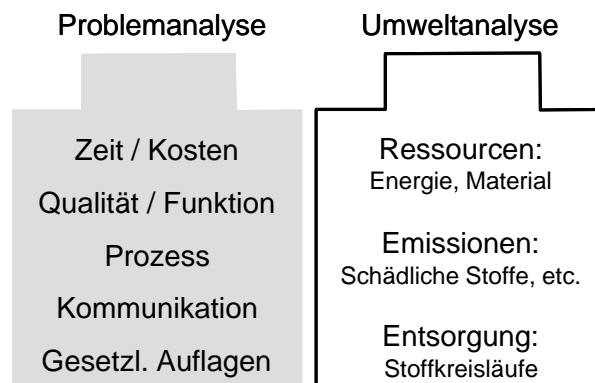 Problemanalyse
Zeit / Kosten
Qualität / Funktion
Prozess
Kommunikation
Gesetzl. Auflagen
Umweltanalyse
Ressourcen:
Energie, Material
Emissionen:
Schädliche Stoffe, etc.
Entsorgung:
Stoffkreisläufe